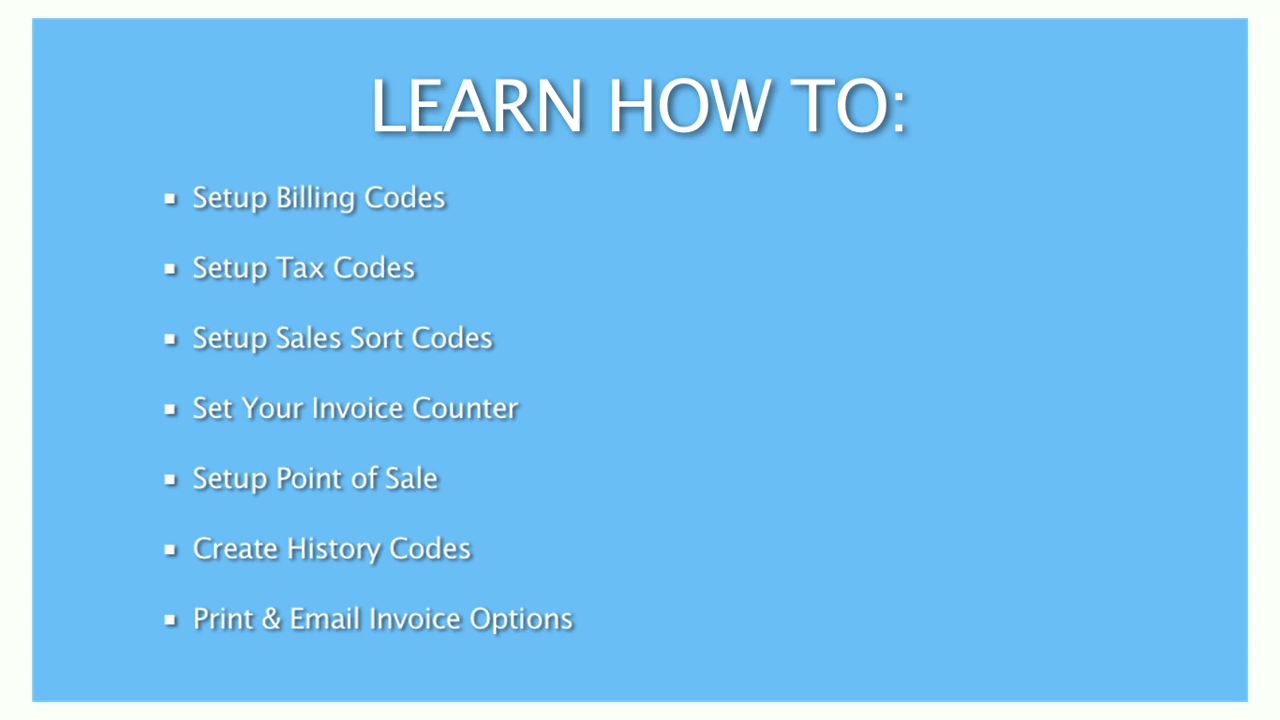 LEARN HOW TO:
▪ Setup Billing Codes
▪ Setup Tax Codes
▪ Setup Sales Sort Codes
▪ Set Your Invoice Counter
▪ Setup Point of Sale
▪ Create History Codes
▪ Print & Email Invoice Options